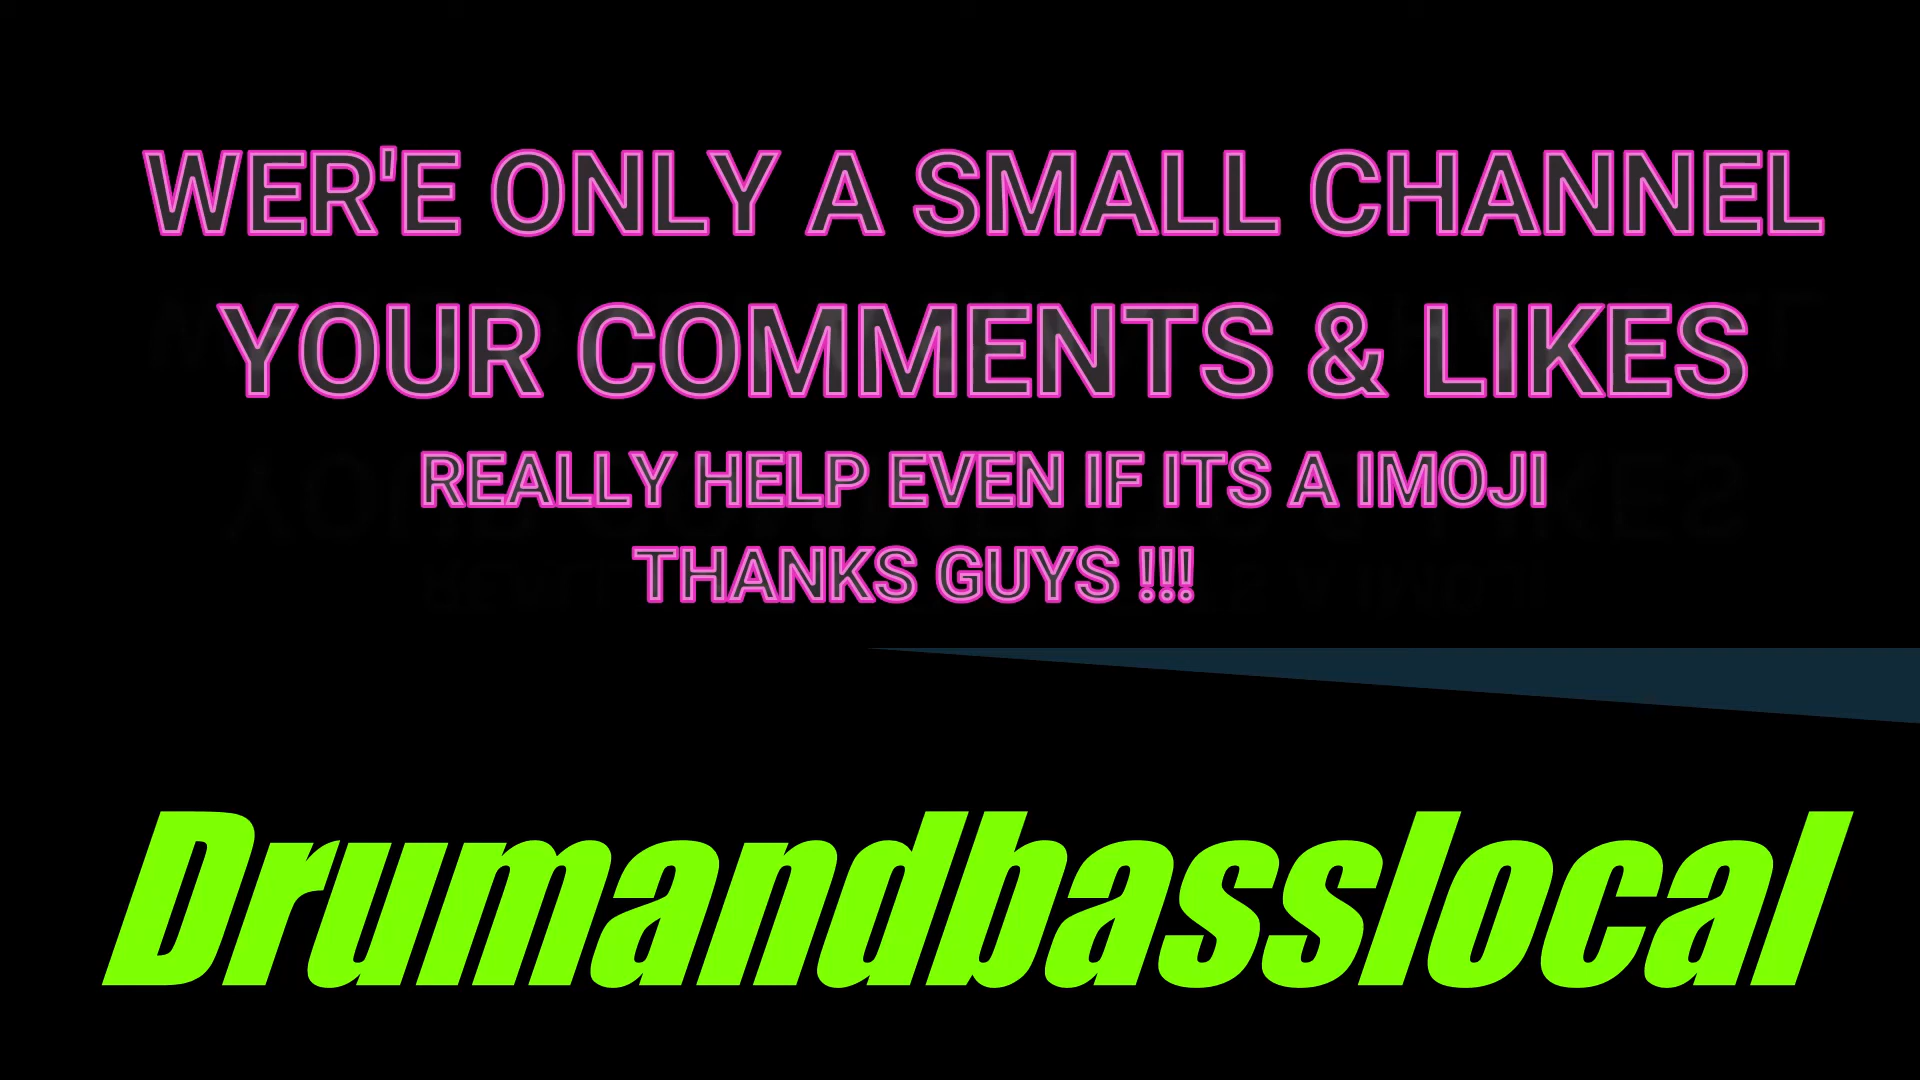 WER'E ONLY A SMALL CHANNEL
YOUR COMMENTS & LIKES
REALLY HELP EVEN IF ITS A IMOJI
THANKS GUYS !!!
Drumandbasslocal